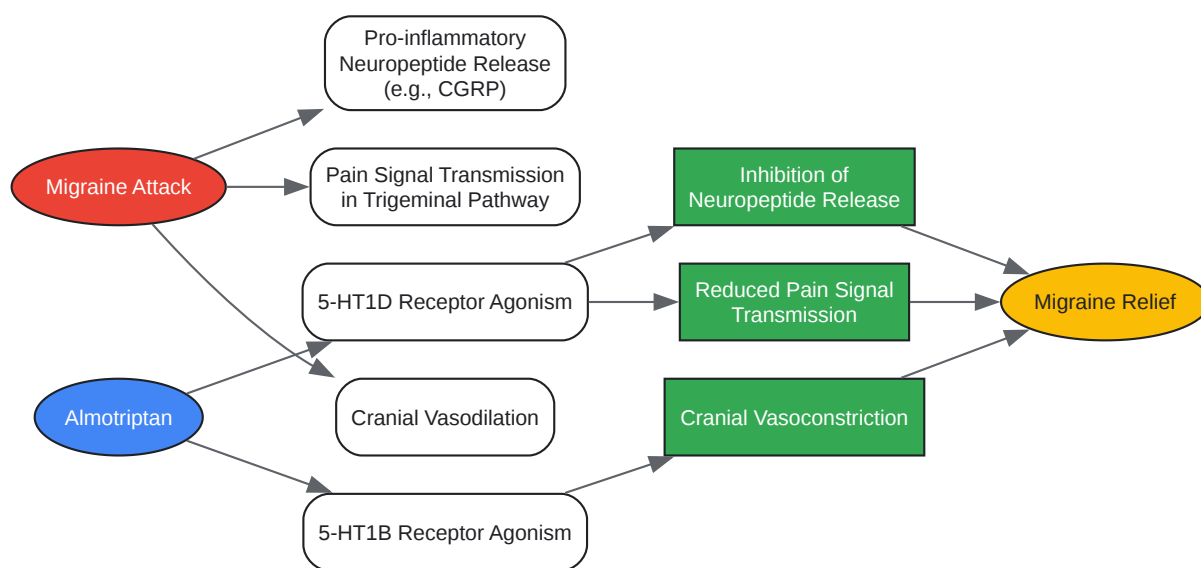 Pro-inflammatory
Neuropeptide Release
(e.g., CGRP)
Migraine Attack
Pain Signal Transmission
in Trigeminal Pathway
Inhibition of
Neuropeptide Release
5-HT1D Receptor Agonism
Reduced Pain Signal
Transmission
Migraine Relief
Almotriptan
Cranial Vasodilation
Cranial Vasoconstriction
5-HT1B Receptor Agonism